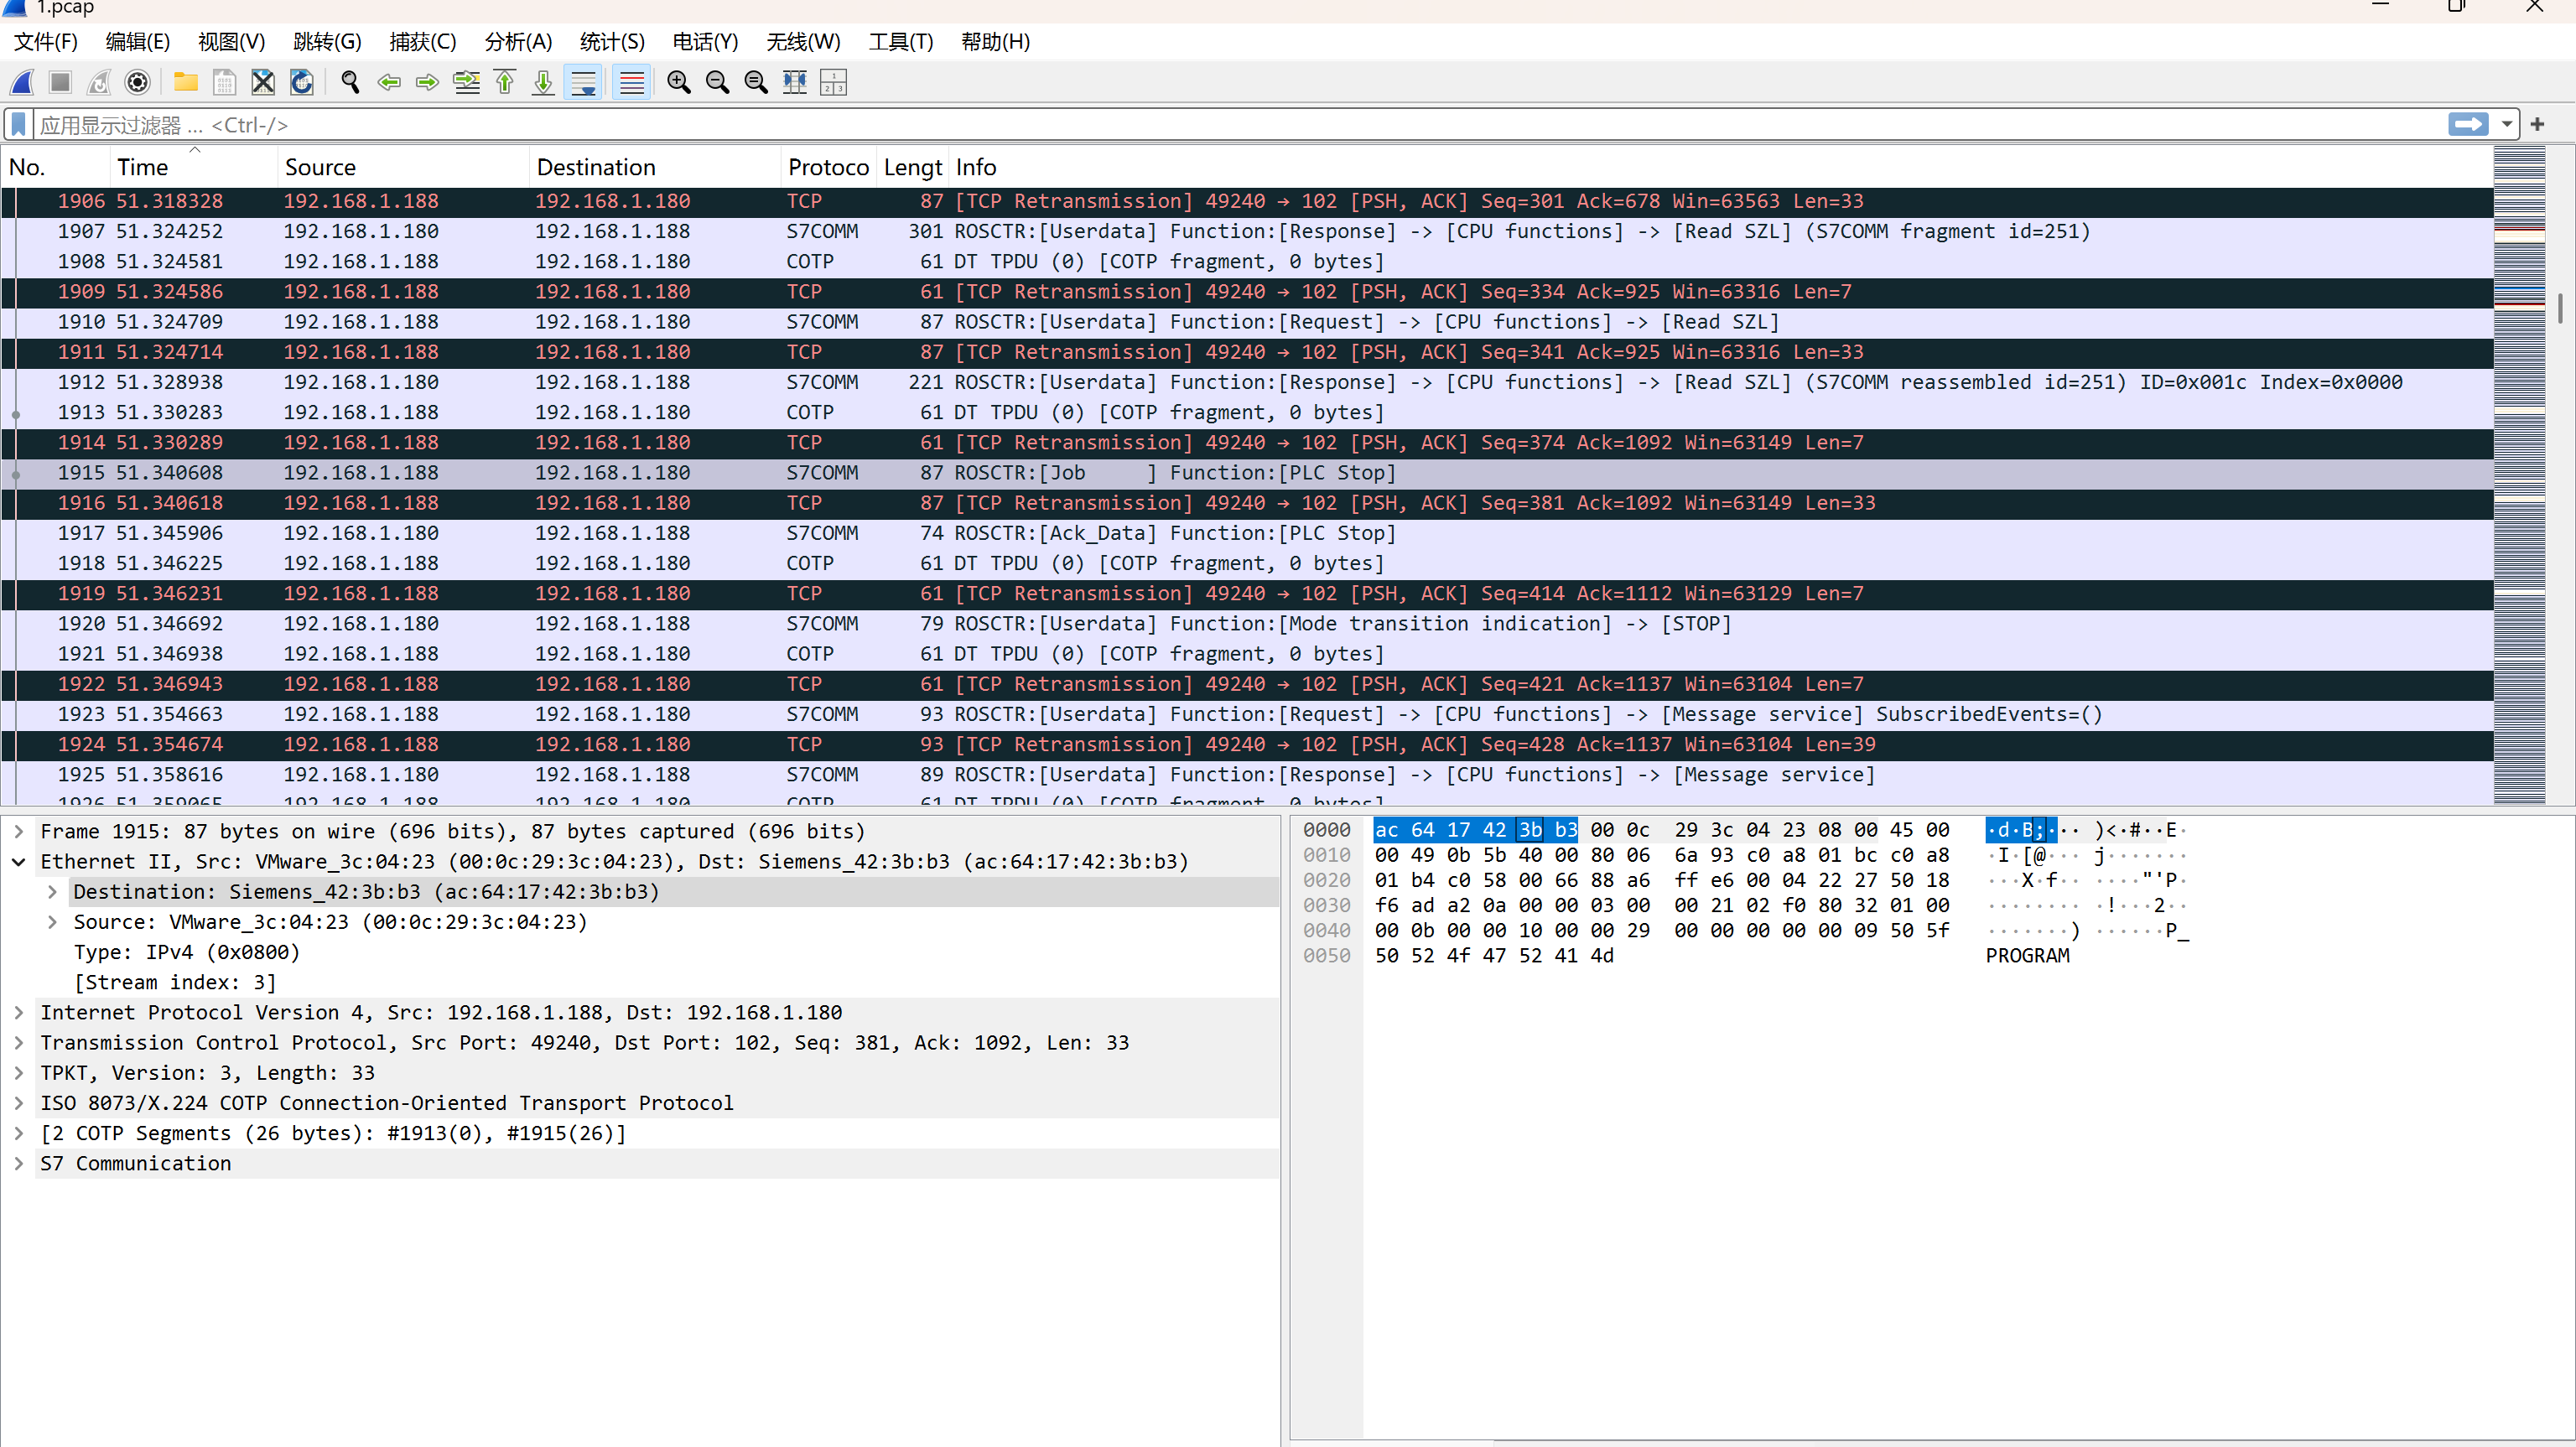 1.pcap
文件(F) 编辑(E) 视图(V) 跳转(G) 捕获(C) 分析(A) 统计(S) 电话(Y) 无线(W) 工具(T) 帮助(H)
应用显示过滤器 … <Ctrl-/>
No. Time Source Destination Protoco Lengt Info
1906 51.318328 192.168.1.188 192.168.1.180 TCP 87 [TCP Retransmission] 49240 → 102 [PSH, ACK] Seq=301 Ack=678 Win=63563 Len=33
1907 51.324252 192.168.1.180 192.168.1.188 S7COMM 301 ROSCTR:[Userdata] Function:[Response] -> [CPU functions] -> [Read SZL] (S7COMM fragment id=251)
1908 51.324581 192.168.1.188 192.168.1.180 COTP 61 DT TPDU (0) [COTP fragment, 0 bytes]
1909 51.324586 192.168.1.188 192.168.1.180 TCP 61 [TCP Retransmission] 49240 → 102 [PSH, ACK] Seq=334 Ack=925 Win=63316 Len=7
1910 51.324709 192.168.1.188 192.168.1.180 S7COMM 87 ROSCTR:[Userdata] Function:[Request] -> [CPU functions] -> [Read SZL]
1911 51.324714 192.168.1.188 192.168.1.180 TCP 87 [TCP Retransmission] 49240 → 102 [PSH, ACK] Seq=341 Ack=925 Win=63316 Len=33
1912 51.328938 192.168.1.180 192.168.1.188 S7COMM 221 ROSCTR:[Userdata] Function:[Response] -> [CPU functions] -> [Read SZL] (S7COMM reassembled id=251) ID=0x001c Index=0x0000
1913 51.330283 192.168.1.188 192.168.1.180 COTP 61 DT TPDU (0) [COTP fragment, 0 bytes]
1914 51.330289 192.168.1.188 192.168.1.180 TCP 61 [TCP Retransmission] 49240 → 102 [PSH, ACK] Seq=374 Ack=1092 Win=63149 Len=7
1915 51.340608 192.168.1.188 192.168.1.180 S7COMM 87 ROSCTR:[Job     ] Function:[PLC Stop]
1916 51.340618 192.168.1.188 192.168.1.180 TCP 87 [TCP Retransmission] 49240 → 102 [PSH, ACK] Seq=381 Ack=1092 Win=63149 Len=33
1917 51.345906 192.168.1.180 192.168.1.188 S7COMM 74 ROSCTR:[Ack_Data] Function:[PLC Stop]
1918 51.346225 192.168.1.188 192.168.1.180 COTP 61 DT TPDU (0) [COTP fragment, 0 bytes]
1919 51.346231 192.168.1.188 192.168.1.180 TCP 61 [TCP Retransmission] 49240 → 102 [PSH, ACK] Seq=414 Ack=1112 Win=63129 Len=7
1920 51.346692 192.168.1.180 192.168.1.188 S7COMM 79 ROSCTR:[Userdata] Function:[Mode transition indication] -> [STOP]
1921 51.346938 192.168.1.188 192.168.1.180 COTP 61 DT TPDU (0) [COTP fragment, 0 bytes]
1922 51.346943 192.168.1.188 192.168.1.180 TCP 61 [TCP Retransmission] 49240 → 102 [PSH, ACK] Seq=421 Ack=1137 Win=63104 Len=7
1923 51.354663 192.168.1.188 192.168.1.180 S7COMM 93 ROSCTR:[Userdata] Function:[Request] -> [CPU functions] -> [Message service] SubscribedEvents=()
1924 51.354674 192.168.1.188 192.168.1.180 TCP 93 [TCP Retransmission] 49240 → 102 [PSH, ACK] Seq=428 Ack=1137 Win=63104 Len=39
1925 51.358616 192.168.1.180 192.168.1.188 S7COMM 89 ROSCTR:[Userdata] Function:[Response] -> [CPU functions] -> [Message service]
1926 51.359065 192.168.1.188 192.168.1.180 COTP 61 DT TPDU (0) [COTP fragment, 0 bytes]
Frame 1915: 87 bytes on wire (696 bits), 87 bytes captured (696 bits)
Ethernet II, Src: VMware_3c:04:23 (00:0c:29:3c:04:23), Dst: Siemens_42:3b:b3 (ac:64:17:42:3b:b3)
Destination: Siemens_42:3b:b3 (ac:64:17:42:3b:b3)
Source: VMware_3c:04:23 (00:0c:29:3c:04:23)
Type: IPv4 (0x0800)
[Stream index: 3]
Internet Protocol Version 4, Src: 192.168.1.188, Dst: 192.168.1.180
Transmission Control Protocol, Src Port: 49240, Dst Port: 102, Seq: 381, Ack: 1092, Len: 33
TPKT, Version: 3, Length: 33
ISO 8073/X.224 COTP Connection-Oriented Transport Protocol
[2 COTP Segments (26 bytes): #1913(0), #1915(26)]
S7 Communication
0000 ac 64 17 42 3b b3 00 0c 29 3c 04 23 08 00 45 00 ·d·B;··· )<·#··E·
0010 00 49 0b 5b 40 00 80 06 6a 93 c0 a8 01 bc c0 a8 ·I·[@··· j·······
0020 01 b4 c0 58 00 66 88 a6 ff e6 00 04 22 27 50 18 ···X·f·· ····"'P·
0030 f6 ad a2 0a 00 00 03 00 00 21 02 f0 80 32 01 00 ········ ·!···2··
0040 00 0b 00 00 10 00 00 29 00 00 00 00 00 09 50 5f ·······) ······P_
0050 50 52 4f 47 52 41 4d PROGRAM